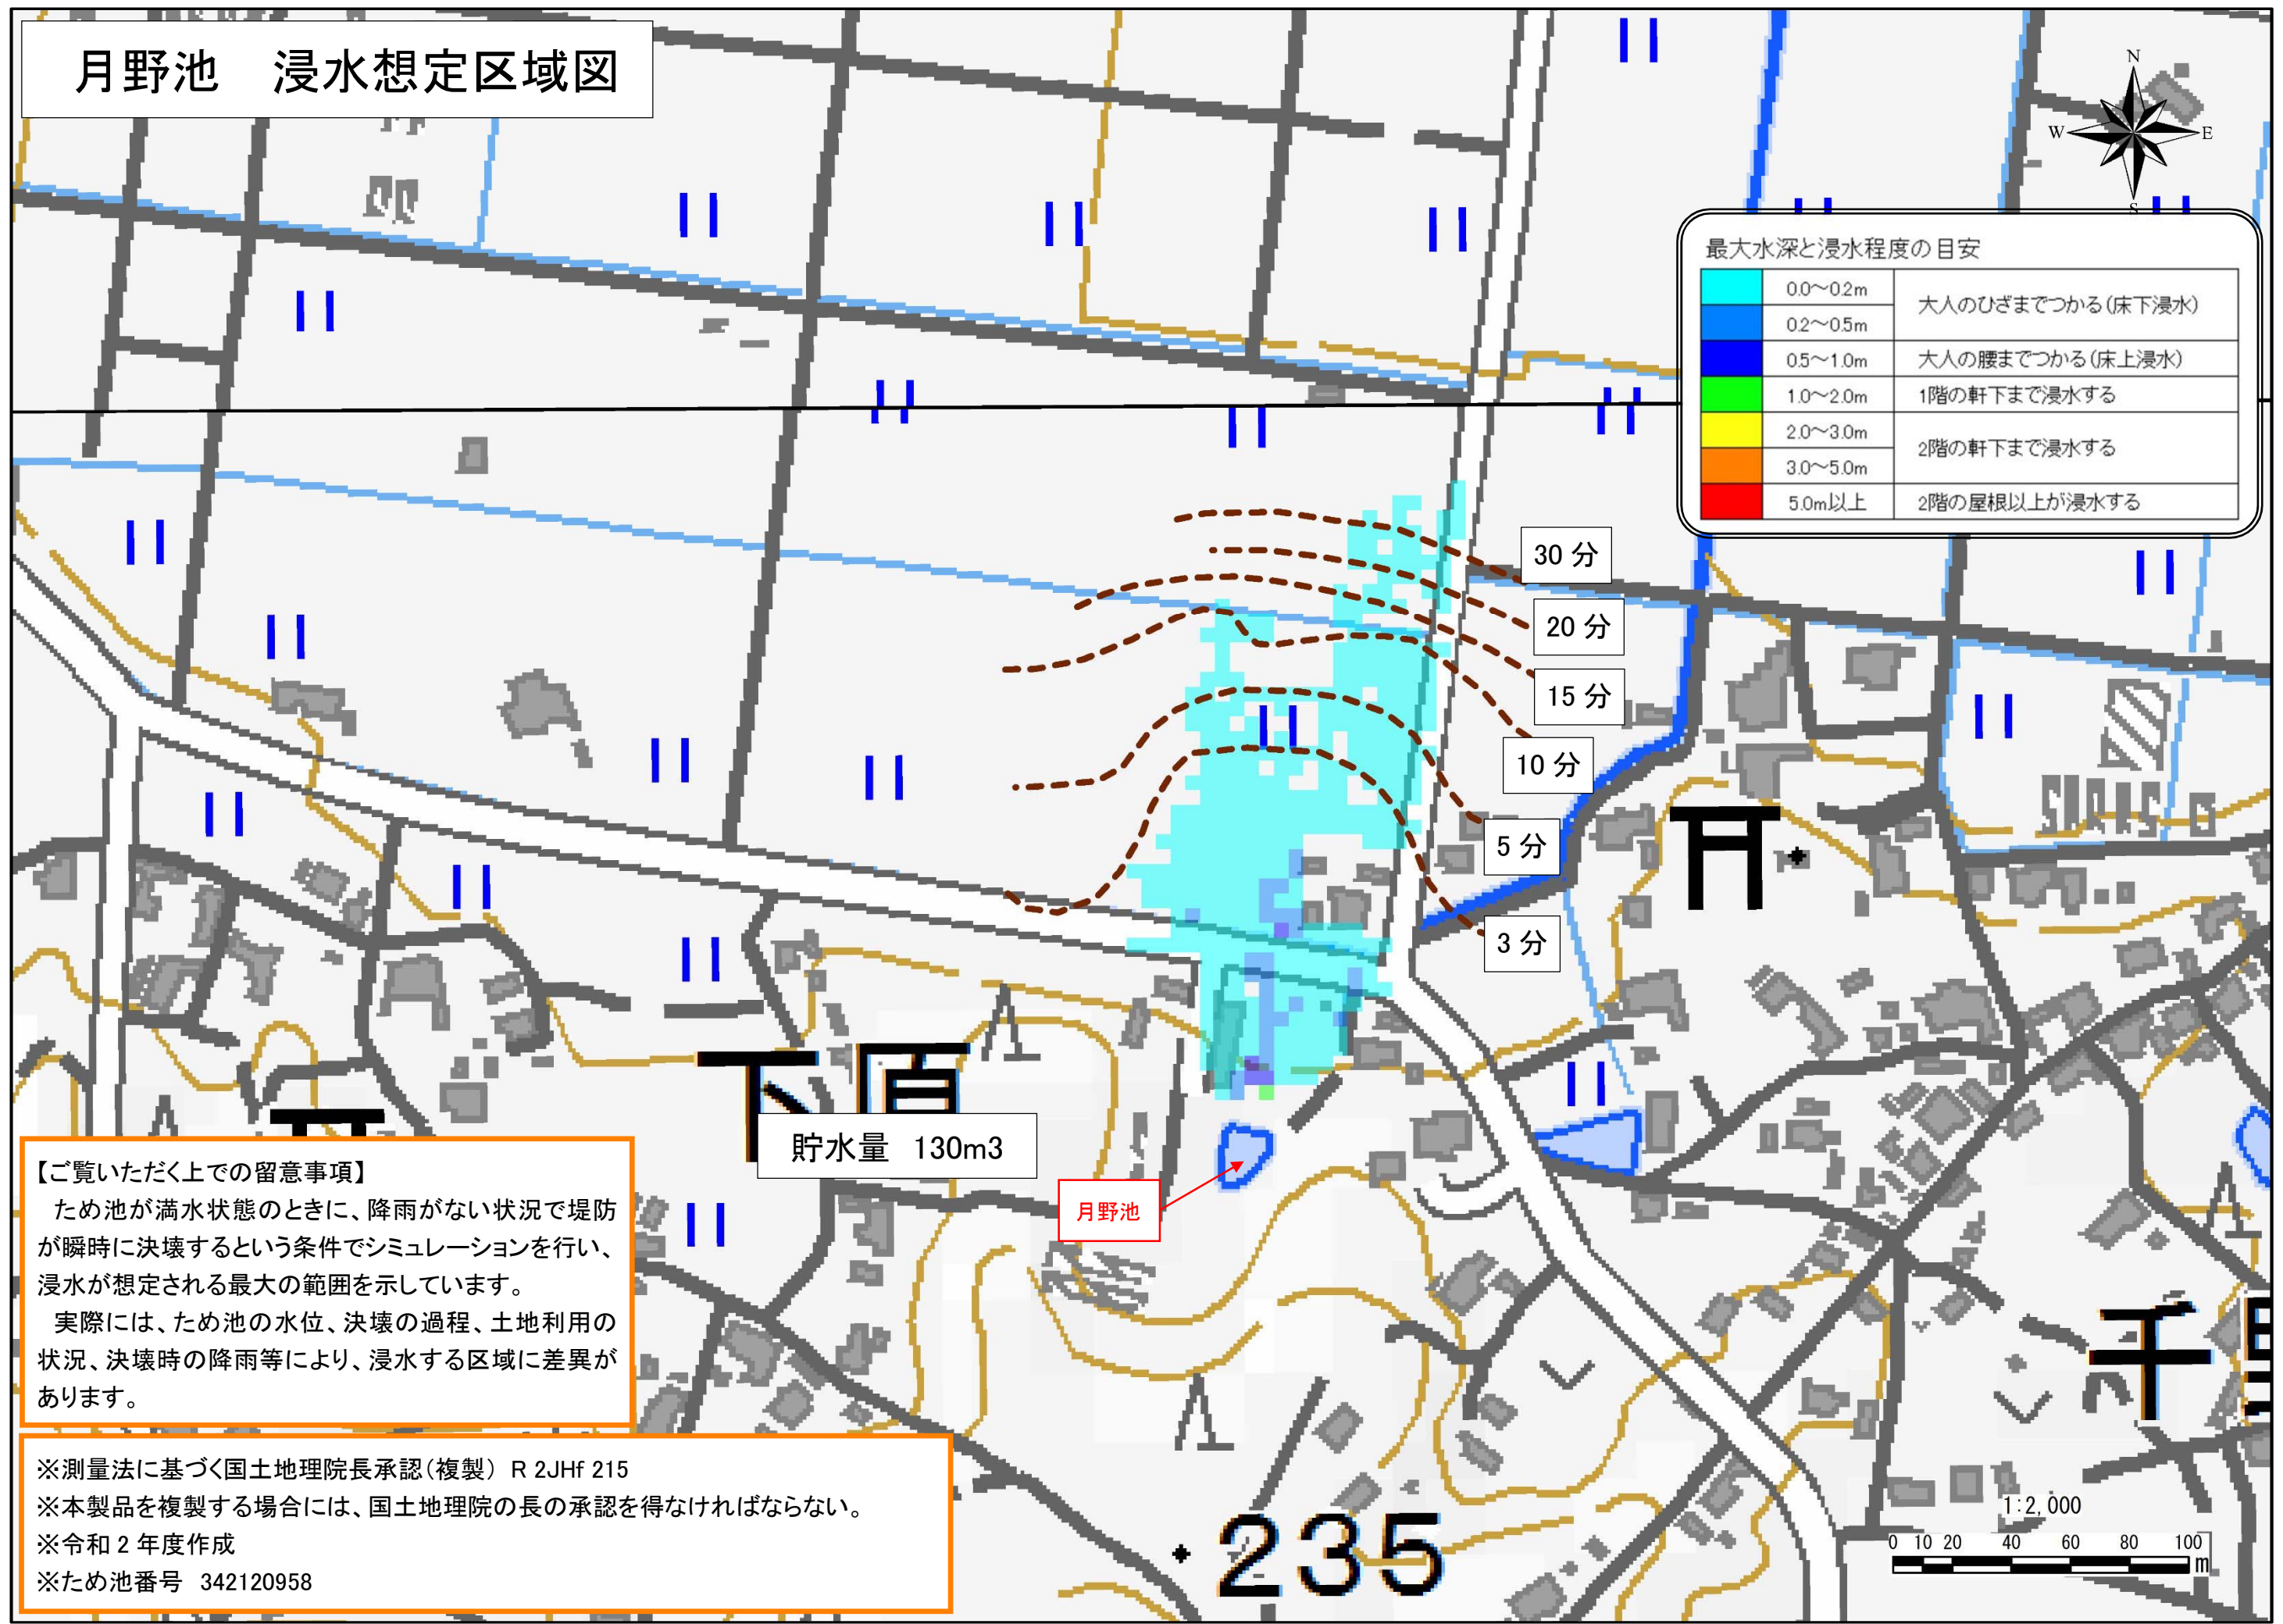 月野池　浸水想定区域図
N
W
E
S
最大水深と浸水程度の目安
0.0～0.2m
大人のひざまでつかる(床下浸水)
0.2～0.5m
0.5～1.0m
大人の腰までつかる(床上浸水)
1.0～2.0m
1階の軒下まで浸水する
2.0～3.0m
2階の軒下まで浸水する
3.0～5.0m
5.0m以上
2階の屋根以上が浸水する
30 分
20 分
15 分
10 分
5 分
3 分
下原
貯水量　130m3
月野池
【ご覧いただく上での留意事項】
　ため池が満水状態のときに、降雨がない状況で堤防
が瞬時に決壊するという条件でシミュレーションを行い、
浸水が想定される最大の範囲を示しています。
　実際には、ため池の水位、決壊の過程、土地利用の
状況、決壊時の降雨等により、浸水する区域に差異が
あります。
千
※測量法に基づく国土地理院長承認（複製） R 2JHf 215
※本製品を複製する場合には、国土地理院の長の承認を得なければならない。
※令和 2 年度作成
※ため池番号 342120958
235
1:2,000
0 10 20 40 60 80 100
m